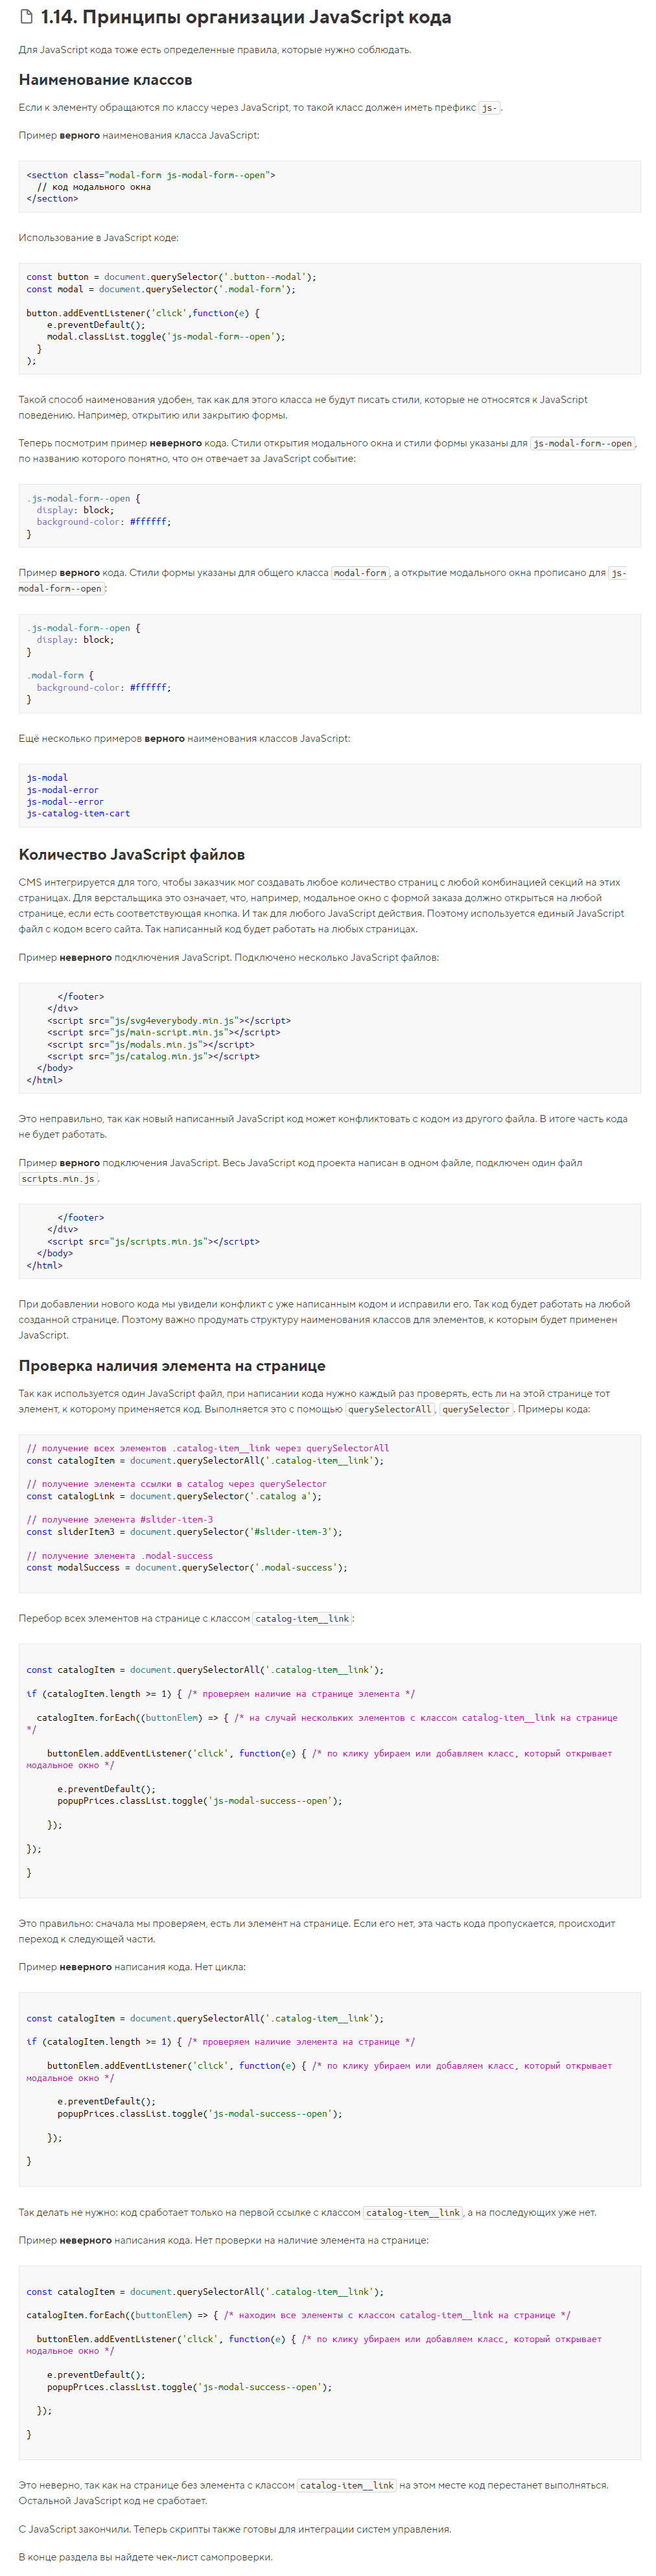 1.14. Принципы организации JavaScript кода
Для JavaScript кода тоже есть определенные правила, которые нужно соблюдать.
Наименование классов
Если к элементу обращаются по классу через JavaScript, то такой класс должен иметь префикс js-.
Пример верного наименования класса JavaScript:
<section class="modal-form js-modal-form--open">
  // код модального окна
</section>
Использование в JavaScript коде:
const button = document.querySelector('.button--modal');
const modal = document.querySelector('.modal-form');
button.addEventListener('click',function(e) {
    e.preventDefault();
    modal.classList.toggle('js-modal-form--open');
  }
);
Такой способ наименования удобен, так как для этого класса не будут писать стили, которые не относятся к JavaScript
поведению. Например, открытию или закрытию формы.
Теперь посмотрим пример неверного кода. Стили открытия модального окна и стили формы указаны для js-modal-form--open,
по названию которого понятно, что он отвечает за JavaScript событие:
.js-modal-form--open {
  display: block;
  background-color: #ffffff;
}
Пример верного кода. Стили формы указаны для общего класса modal-form, а открытие модального окна прописано для js-
modal-form--open:
.js-modal-form--open {
  display: block;
}
.modal-form {
  background-color: #ffffff;
}
Ещё несколько примеров верного наименования классов JavaScript:
js-modal
js-modal-error
js-modal--error
js-catalog-item-cart
Количество JavaScript файлов
CMS интегрируется для того, чтобы заказчик мог создавать любое количество страниц с любой комбинацией секций на этих
страницах. Для верстальщика это означает, что, например, модальное окно с формой заказа должно открыться на любой
странице, если есть соответствующая кнопка. И так для любого JavaScript действия. Поэтому используется единый JavaScript
файл с кодом всего сайта. Так написанный код будет работать на любых страницах.
Пример неверного подключения JavaScript. Подключено несколько JavaScript файлов:
      </footer>
    </div>
    <script src="js/svg4everybody.min.js"></script>
    <script src="js/main-script.min.js"></script>
    <script src="js/modals.min.js"></script>
    <script src="js/catalog.min.js"></script>
  </body>
</html>
Это неправильно, так как новый написанный JavaScript код может конфликтовать с кодом из другого файла. В итоге часть кода
не будет работать.
Пример верного подключения JavaScript. Весь JavaScript код проекта написан в одном файле, подключен один файл
scripts.min.js.
      </footer>
    </div>
    <script src="js/scripts.min.js"></script>
  </body>
</html>
При добавлении нового кода мы увидели конфликт с уже написанным кодом и исправили его. Так код будет работать на любой
созданной странице. Поэтому важно продумать структуру наименования классов для элементов, к которым будет применен
JavaScript.
Проверка наличия элемента на странице
Так как используется один JavaScript файл, при написании кода нужно каждый раз проверять, есть ли на этой странице тот
элемент, к которому применяется код. Выполняется это с помощью querySelectorAll, querySelector. Примеры кода:
// получение всех элементов .catalog-item__link через querySelectorAll
const catalogItem = document.querySelectorAll('.catalog-item__link');
// получение элемента ссылки в catalog через querySelector
const catalogLink = document.querySelector('.catalog a');
// получение элемента #slider-item-3
const sliderItem3 = document.querySelector('#slider-item-3');
// получение элемента .modal-success
const modalSuccess = document.querySelector('.modal-success');
Перебор всех элементов на странице с классом catalog-item__link:
const catalogItem = document.querySelectorAll('.catalog-item__link');
if (catalogItem.length >= 1) { /* проверяем наличие на странице элемента */
  catalogItem.forEach((buttonElem) => { /* на случай нескольких элементов с классом catalog-item__link на странице
*/
    buttonElem.addEventListener('click', function(e) { /* по клику убираем или добавляем класс, который открывает
модальное окно */
      e.preventDefault();
      popupPrices.classList.toggle('js-modal-success--open');
    });
});
}
Это правильно: сначала мы проверяем, есть ли элемент на странице. Если его нет, эта часть кода пропускается, происходит
переход к следующей части.
Пример неверного написания кода. Нет цикла:
const catalogItem = document.querySelectorAll('.catalog-item__link');
if (catalogItem.length >= 1) { /* проверяем наличие элемента на странице */
    buttonElem.addEventListener('click', function(e) { /* по клику убираем или добавляем класс, который открывает
модальное окно */
      e.preventDefault();
      popupPrices.classList.toggle('js-modal-success--open');
    });
}
Так делать не нужно: код сработает только на первой ссылке с классом catalog-item__link, а на последующих уже нет.
Пример неверного написания кода. Нет проверки на наличие элемента на странице:
const catalogItem = document.querySelectorAll('.catalog-item__link');
catalogItem.forEach((buttonElem) => { /* находим все элементы с классом catalog-item__link на странице */
  buttonElem.addEventListener('click', function(e) { /* по клику убираем или добавляем класс, который открывает
модальное окно */
    e.preventDefault();
    popupPrices.classList.toggle('js-modal-success--open');
  });
}
Это неверно, так как на странице без элемента с классом catalog-item__link на этом месте код перестанет выполняться.
Остальной JavaScript код не сработает.
С JavaScript закончили. Теперь скрипты также готовы для интеграции систем управления.
В конце раздела вы найдете чек-лист самопроверки.